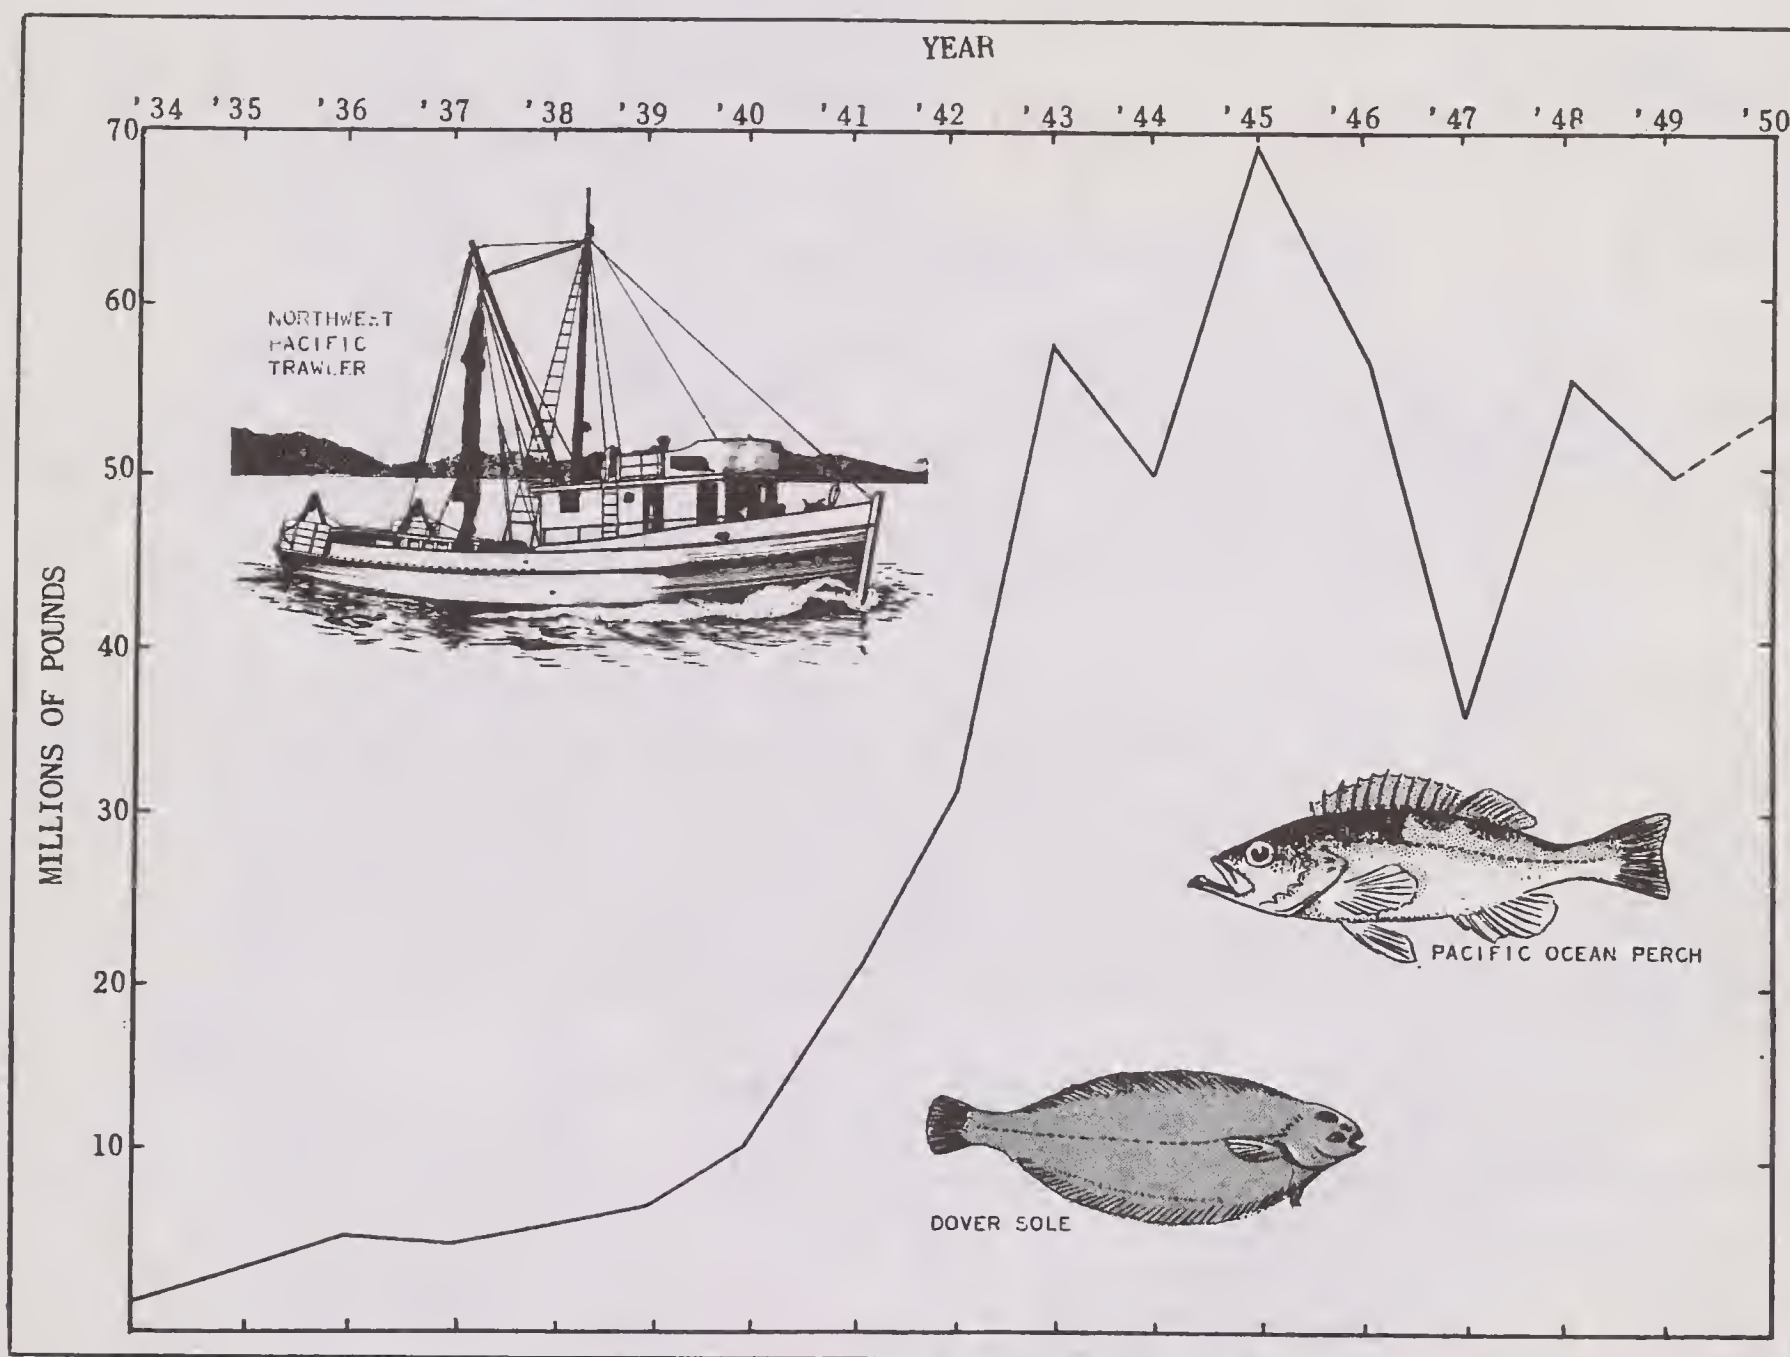 YEAR
'34 '35 '36 '37 '38 '39 '40 '41 '42 '43 '44 '45 '46 '47 '48 '49 '50
70
60
NORTHWEST
PACIFIC
TRAWLER
50
MILLIONS OF POUNDS
40
30
PACIFIC OCEAN PERCH
20
10
DOVER SOLE